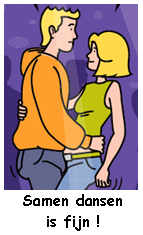 Samen dansen
is fijn !